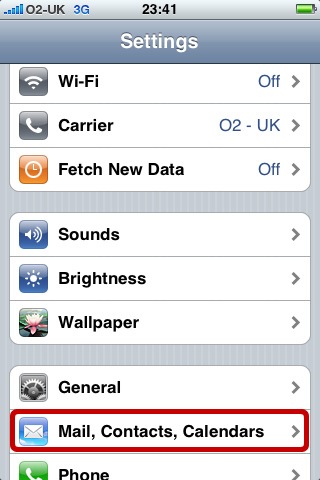 O2-UK 3G 23:41
Settings
Wi-Fi Off
Carrier O2 - UK
Fetch New Data Off
Sounds
Brightness
Wallpaper
General
Mail, Contacts, Calendars
Phone